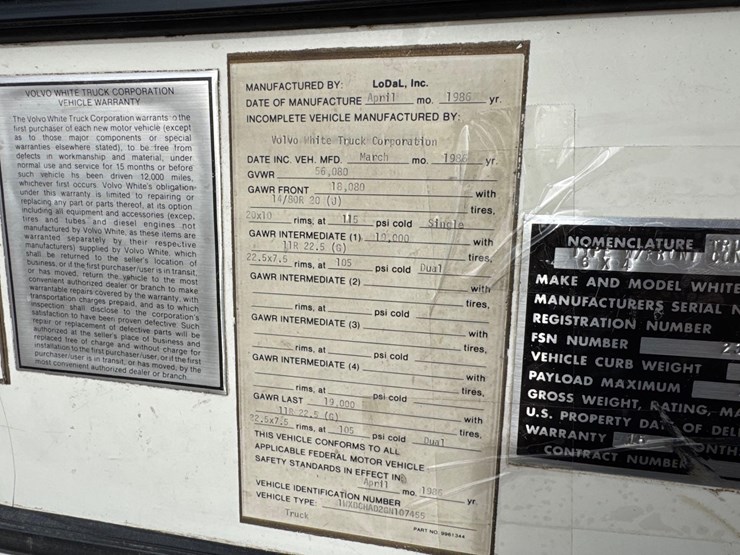 VOLVO WHITE TRUCK CORPORATION
VEHICLE WARRANTY
The Volvo White Truck Corporation warrants to the
first purchaser of each new motor vehicle (except
as to those major components or special
warranties elsewhere stated), to be free from
defects in workmanship and material, under
normal use and service for 15 months or before
such vehicle hs been driven 12,000 miles,
whichever first occurs. Volvo White's obligation
under this warranty is limited to repairing or
replacing any part or parts thereof, at its option
including all equipment and accessories (excep.
tires and tubes and diesel engines not
manufactured by Volvo White, as these items are
warranted separately by their respective
manufacturers) supplied by Volvo White, which
shall be returned to the seller's location of
business, or if the first purchaser/user is in transit,
or has moved, return the vehicle to the most
convenient authorized dealer or branch to make
warrantable repairs covered by the warranty, with
transportation charges prepaid, and as to which
inspection shall disclose to the corporation's
satisfaction to have been proven defective. Such
repair or replacement of defective parts will be
authorized at the seller's place of business and
replaced free of charge and without charge for
installation to the first purchaser/user, or if the first
purchaser/user is in transit, or has moved, by the
most convenient authorized dealer or branch.
MANUFACTURED BY: LoDaL, Inc.
DATE OF MANUFACTURE April mo. 1986 yr.
INCOMPLETE VEHICLE MANUFACTURED BY:
Volvo White Truck Corporation
DATE INC. VEH. MFD. March mo. 1986 yr.
GVWR 56,080
GAWR FRONT 18,080 with
14/80R 20 (J) tires,
20x10 rims, at 115 psi cold Single
GAWR INTERMEDIATE (1) 19,000 with
11R 22.5 (G) tires,
22.5x7.5 rims, at 105 psi cold Dual
GAWR INTERMEDIATE (2) with
tires,
rims, at psi cold
GAWR INTERMEDIATE (3) with
tires,
rims, at psi cold
GAWR INTERMEDIATE (4) with
tires,
rims, at psi cold
GAWR LAST 19,000 with
11R 22.5 (G) tires,
22.5x7.5 rims, at 105 psi cold Dual
THIS VEHICLE CONFORMS TO ALL
APPLICABLE FEDERAL MOTOR VEHICLE
SAFETY STANDARDS IN EFFECT IN
April mo. 1986 yr.
VEHICLE IDENTIFICATION NUMBER
VEHICLE TYPE:
Truck
PART NO. 9961344
NOMENCLATURE
MAKE AND MODEL WHITE
MANUFACTURERS SERIAL N
REGISTRATION NUMBER
FSN NUMBER
VEHICLE CURB WEIGHT
PAYLOAD MAXIMUM
GROSS WEIGHT, RATING, MA
U.S. PROPERTY DATE OF DEL
WARRANTY
CONTRACT NUMBER